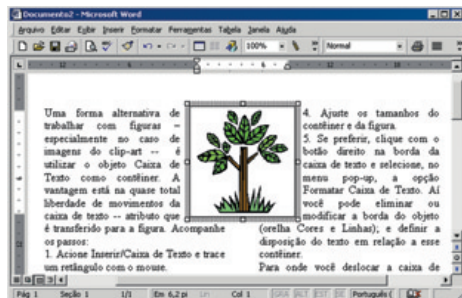 Documento2 - Microsoft Word
Arquivo Editar Exibir Inserir Formatar Ferramentas Tabela Janela Ajuda
100% Normal
Uma forma alternativa de
trabalhar com figuras –
especialmente no caso de
imagens do clip-art -- é
utilizar o objeto Caixa de
Texto como contêiner. A
vantagem está na quase total
liberdade de movimentos da
caixa de texto -- atributo que
é transferido para a figura. Acompanhe
os passos:
1. Acione Inserir/Caixa de Texto e trace
um retângulo com o mouse.
4. Ajuste os tamanhos do
contêiner e da figura.
5. Se preferir, clique com o
botão direito na borda da
caixa de texto e selecione, no
menu pop-up, a opção
Formatar Caixa de Texto. Aí
você pode eliminar ou
modificar a borda do objeto
(orelha Cores e Linhas); e definir a
disposição do texto em relação a esse
contêiner.
Para onde você deslocar a caixa de
Pág 1 Seção 1 1/1 Em 6,2 pi Lin Col 1 GRA ALT EST SE Português (